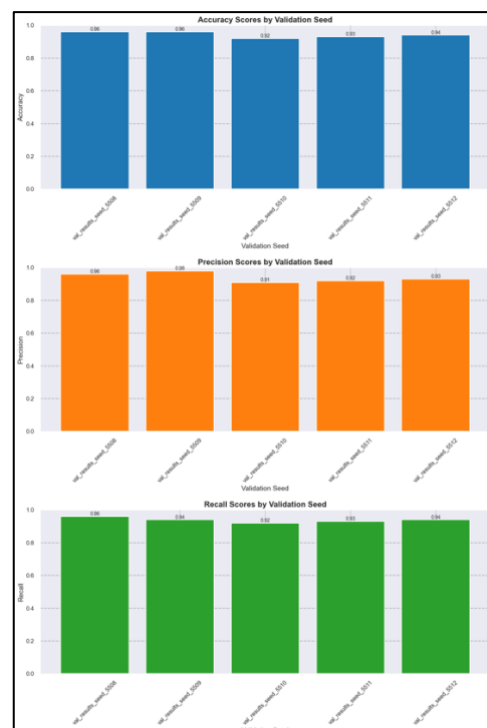 Accuracy Scores by Validation Seed
1.0
0.96 0.96 0.92 0.93 0.94
0.8
0.6
0.4
0.2
0.0
Accuracy
val_results_seed_5508 val_results_seed_5509 val_results_seed_5510 val_results_seed_5511 val_results_seed_5512
Validation Seed
Precision Scores by Validation Seed
1.0
0.96 0.98 0.91 0.92 0.93
0.8
0.6
0.4
0.2
0.0
Precision
val_results_seed_5508 val_results_seed_5509 val_results_seed_5510 val_results_seed_5511 val_results_seed_5512
Validation Seed
Recall Scores by Validation Seed
1.0
0.96 0.94 0.92 0.93 0.94
0.8
0.6
0.4
0.2
0.0
Recall
val_results_seed_5508 val_results_seed_5509 val_results_seed_5510 val_results_seed_5511 val_results_seed_5512